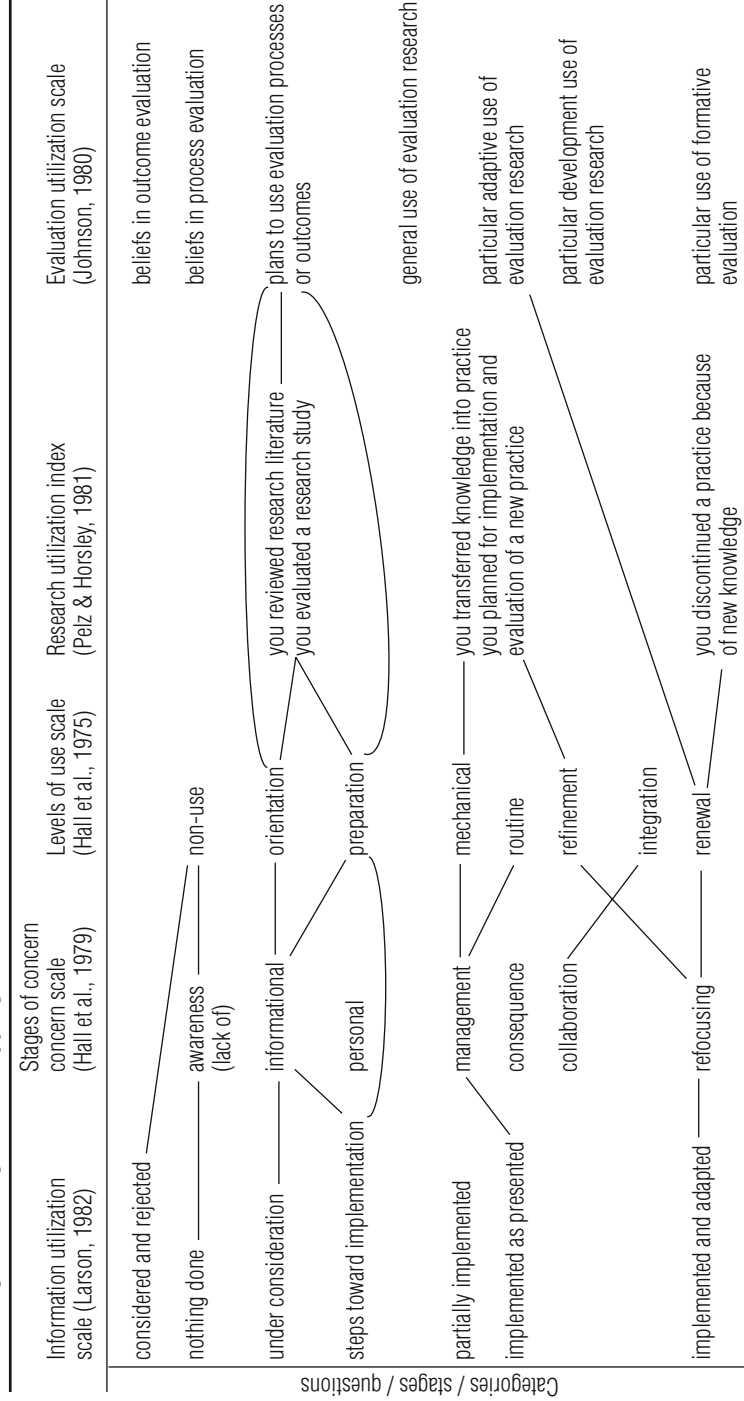 Information utilization
scale (Larson, 1982)
Stages of concern
concern scale
(Hall et al., 1979)
Levels of use scale
(Hall et al., 1975)
Research utilization index
(Pelz & Horsley, 1981)
Evaluation utilization scale
(Johnson, 1980)
Categories / stages / questions
considered and rejected
nothing done
under consideration
steps toward implementation
partially implemented
implemented as presented
implemented and adapted
awareness
(lack of)
informational
personal
management
consequence
collaboration
refocusing
non-use
orientation
preparation
mechanical
routine
refinement
integration
renewal
you reviewed research literature
you evaluated a research study
you transferred knowledge into practice
you planned for implementation and
evaluation of a new practice
you discontinued a practice because
of new knowledge
beliefs in outcome evaluation
beliefs in process evaluation
plans to use evaluation processes
or outcomes
general use of evaluation research
particular adaptive use of
evaluation research
particular development use of
evaluation research
particular use of formative
evaluation